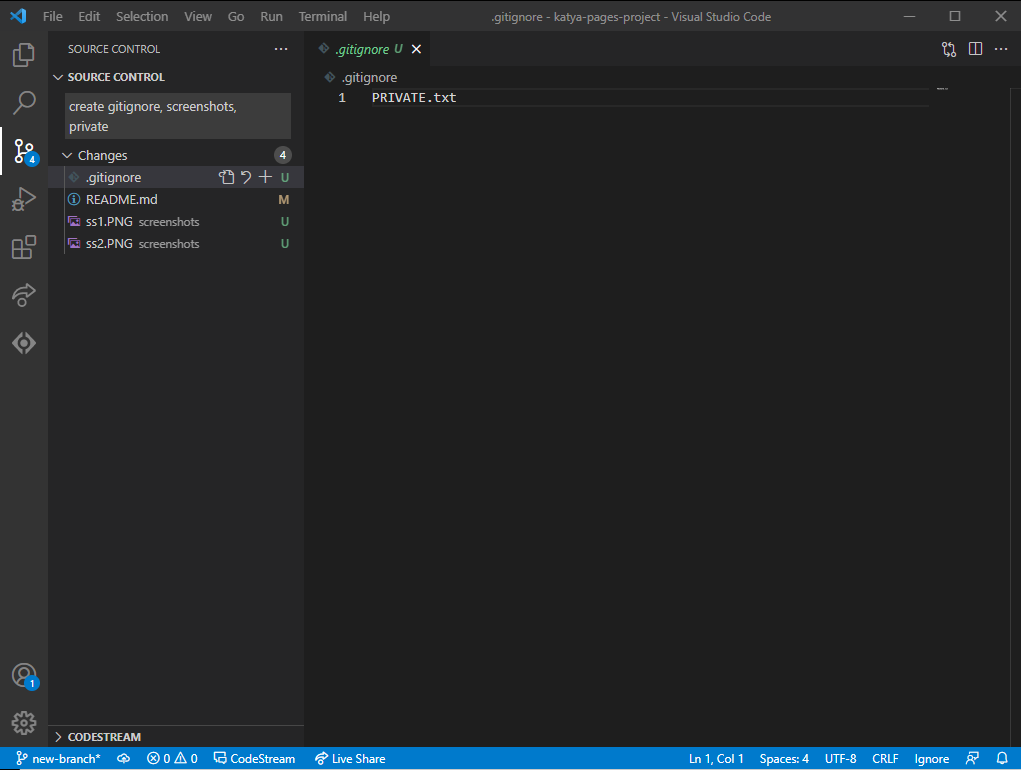 File Edit Selection View Go Run Terminal Help
.gitignore - katya-pages-project - Visual Studio Code
SOURCE CONTROL
SOURCE CONTROL
create gitignore, screenshots,
private
Changes 4
.gitignore U
README.md M
ss1.PNG screenshots U
ss2.PNG screenshots U
CODESTREAM
.gitignore U
.gitignore
1 PRIVATE.txt
4
1
new-branch* 0 0 CodeStream Live Share Ln 1, Col 1 Spaces: 4 UTF-8 CRLF Ignore